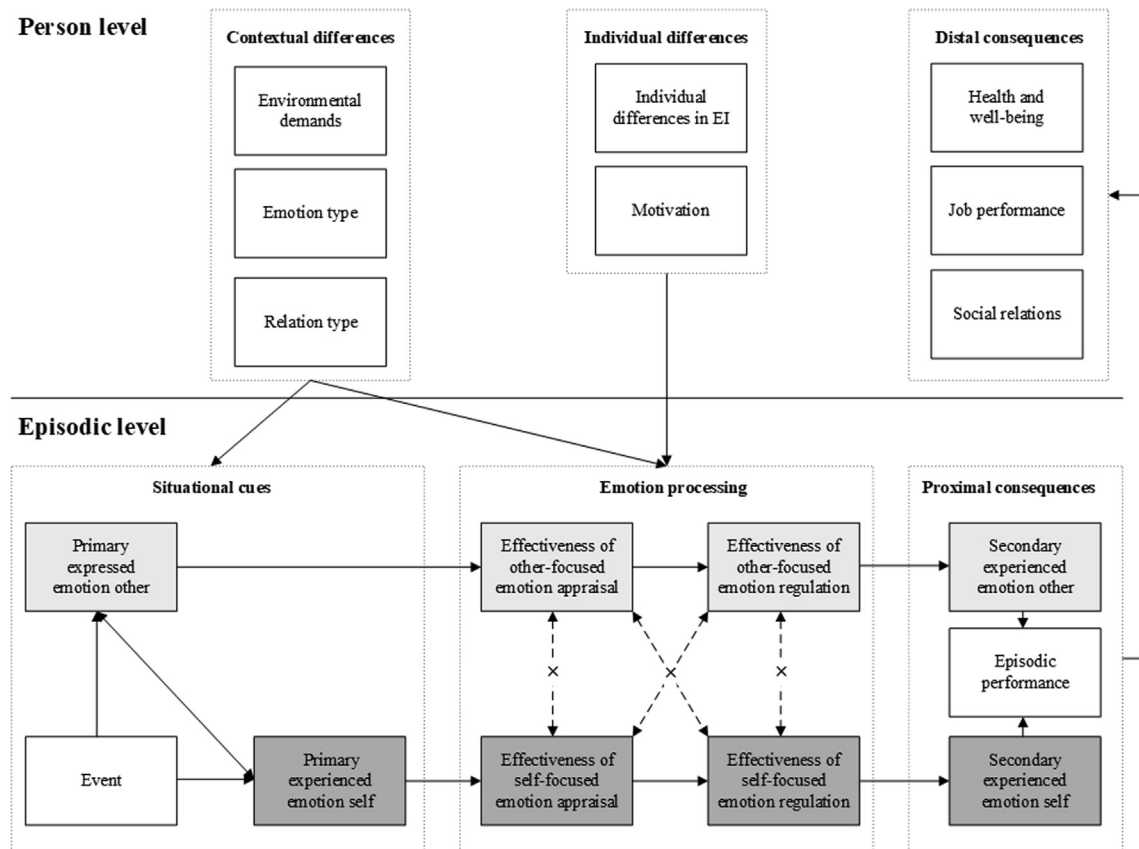 Person level
Contextual differences
Environmental
demands
Emotion type
Relation type
Individual differences
Individual
differences in EI
Motivation
Distal consequences
Health and
well-being
Job performance
Social relations
Episodic level
Situational cues
Primary
expressed
emotion other
Event
Primary
experienced
emotion self
Emotion processing
Effectiveness of
other-focused
emotion appraisal
Effectiveness of
other-focused
emotion regulation
×
×
×
Effectiveness of
self-focused
emotion appraisal
Effectiveness of
self-focused
emotion regulation
Proximal consequences
Secondary
experienced
emotion other
Episodic
performance
Secondary
experienced
emotion self